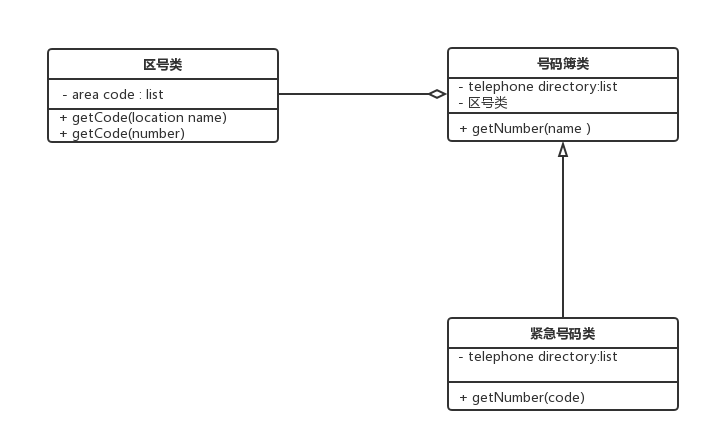 区号类
- area code : list
+ getCode(location name)
+ getCode(number)
号码簿类
- telephone directory:list
- 区号类
+ getNumber(name )
紧急号码类
- telephone directory:list
+ getNumber(code)